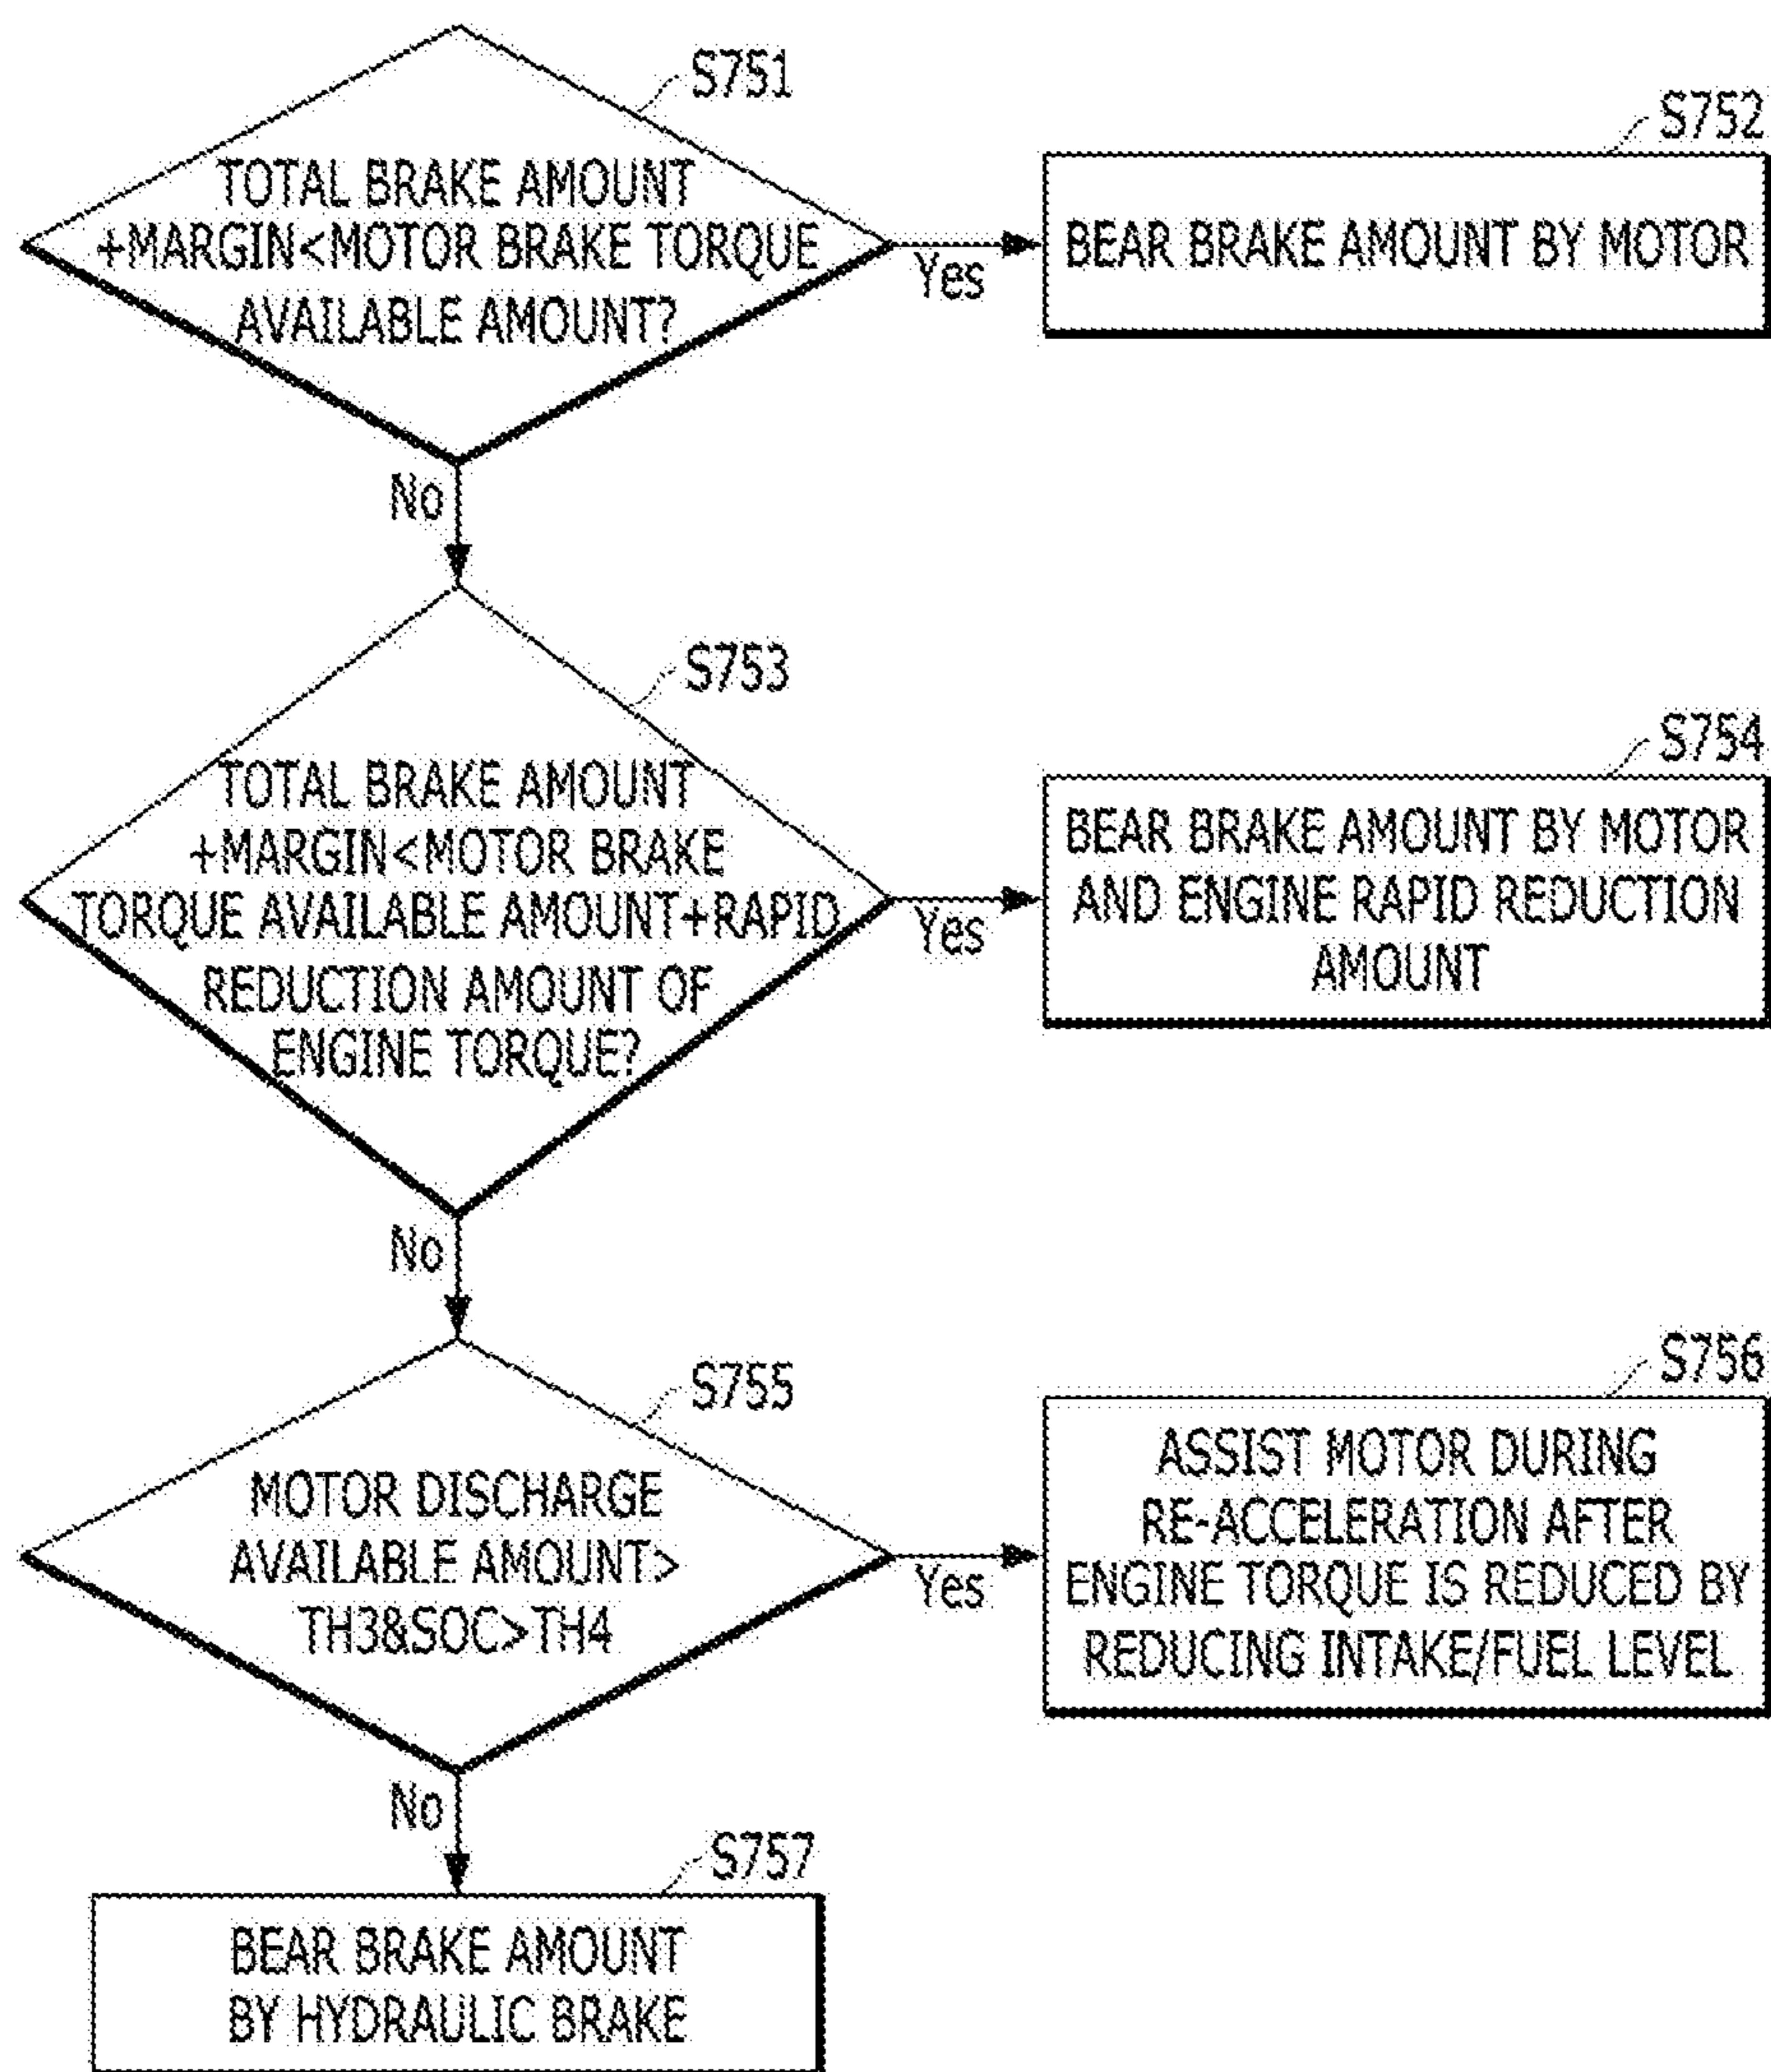 S751
TOTAL BRAKE AMOUNT
+MARGIN<MOTOR BRAKE TORQUE
AVAILABLE AMOUNT?
Yes
S752
BEAR BRAKE AMOUNT BY MOTOR
No
S753
TOTAL BRAKE AMOUNT
+MARGIN<MOTOR BRAKE
TORQUE AVAILABLE AMOUNT+RAPID
REDUCTION AMOUNT OF
ENGINE TORQUE?
Yes
S754
BEAR BRAKE AMOUNT BY MOTOR
AND ENGINE RAPID REDUCTION
AMOUNT
No
S755
MOTOR DISCHARGE
AVAILABLE AMOUNT>
TH3&SOC>TH4
Yes
S756
ASSIST MOTOR DURING
RE-ACCELERATION AFTER
ENGINE TORQUE IS REDUCED BY
REDUCING INTAKE/FUEL LEVEL
No
S757
BEAR BRAKE AMOUNT
BY HYDRAULIC BRAKE